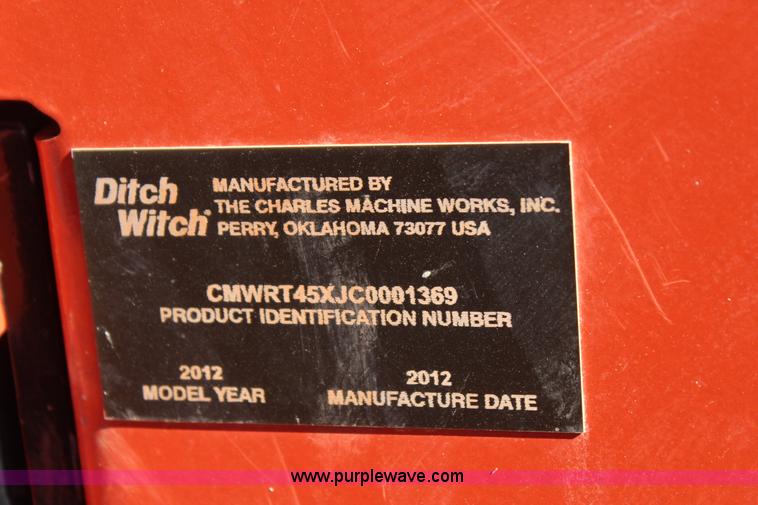 Ditch Witch®
MANUFACTURED BY
THE CHARLES MACHINE WORKS, INC.
PERRY, OKLAHOMA 73077 USA
CMWRT45XJC0001369
PRODUCT IDENTIFICATION NUMBER
2012
MODEL YEAR
2012
MANUFACTURE DATE
www.purplewave.com